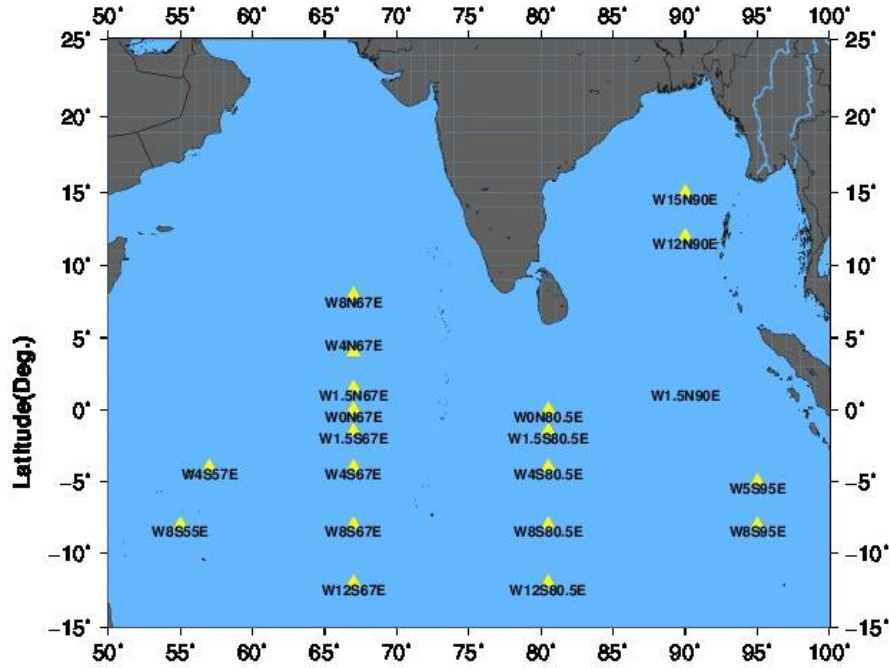 50° 55° 60° 65° 70° 75° 80° 85° 90° 95° 100°
25° 25°
20° 20°
15° 15°
W15N90E
W12N90E
10° 10°
W8N67E
5° W4N67E 5°
W1.5N67E W1.5N90E
0° W0N67E W0N80.5E 0°
W1.5S67E W1.5S80.5E
W4S57E W4S67E W4S80.5E
−5° W5S95E −5°
W8S55E W8S67E W8S80.5E W8S95E
−10° −10°
W12S67E W12S80.5E
−15° −15°
50° 55° 60° 65° 70° 75° 80° 85° 90° 95° 100°
Latitude(Deg.)